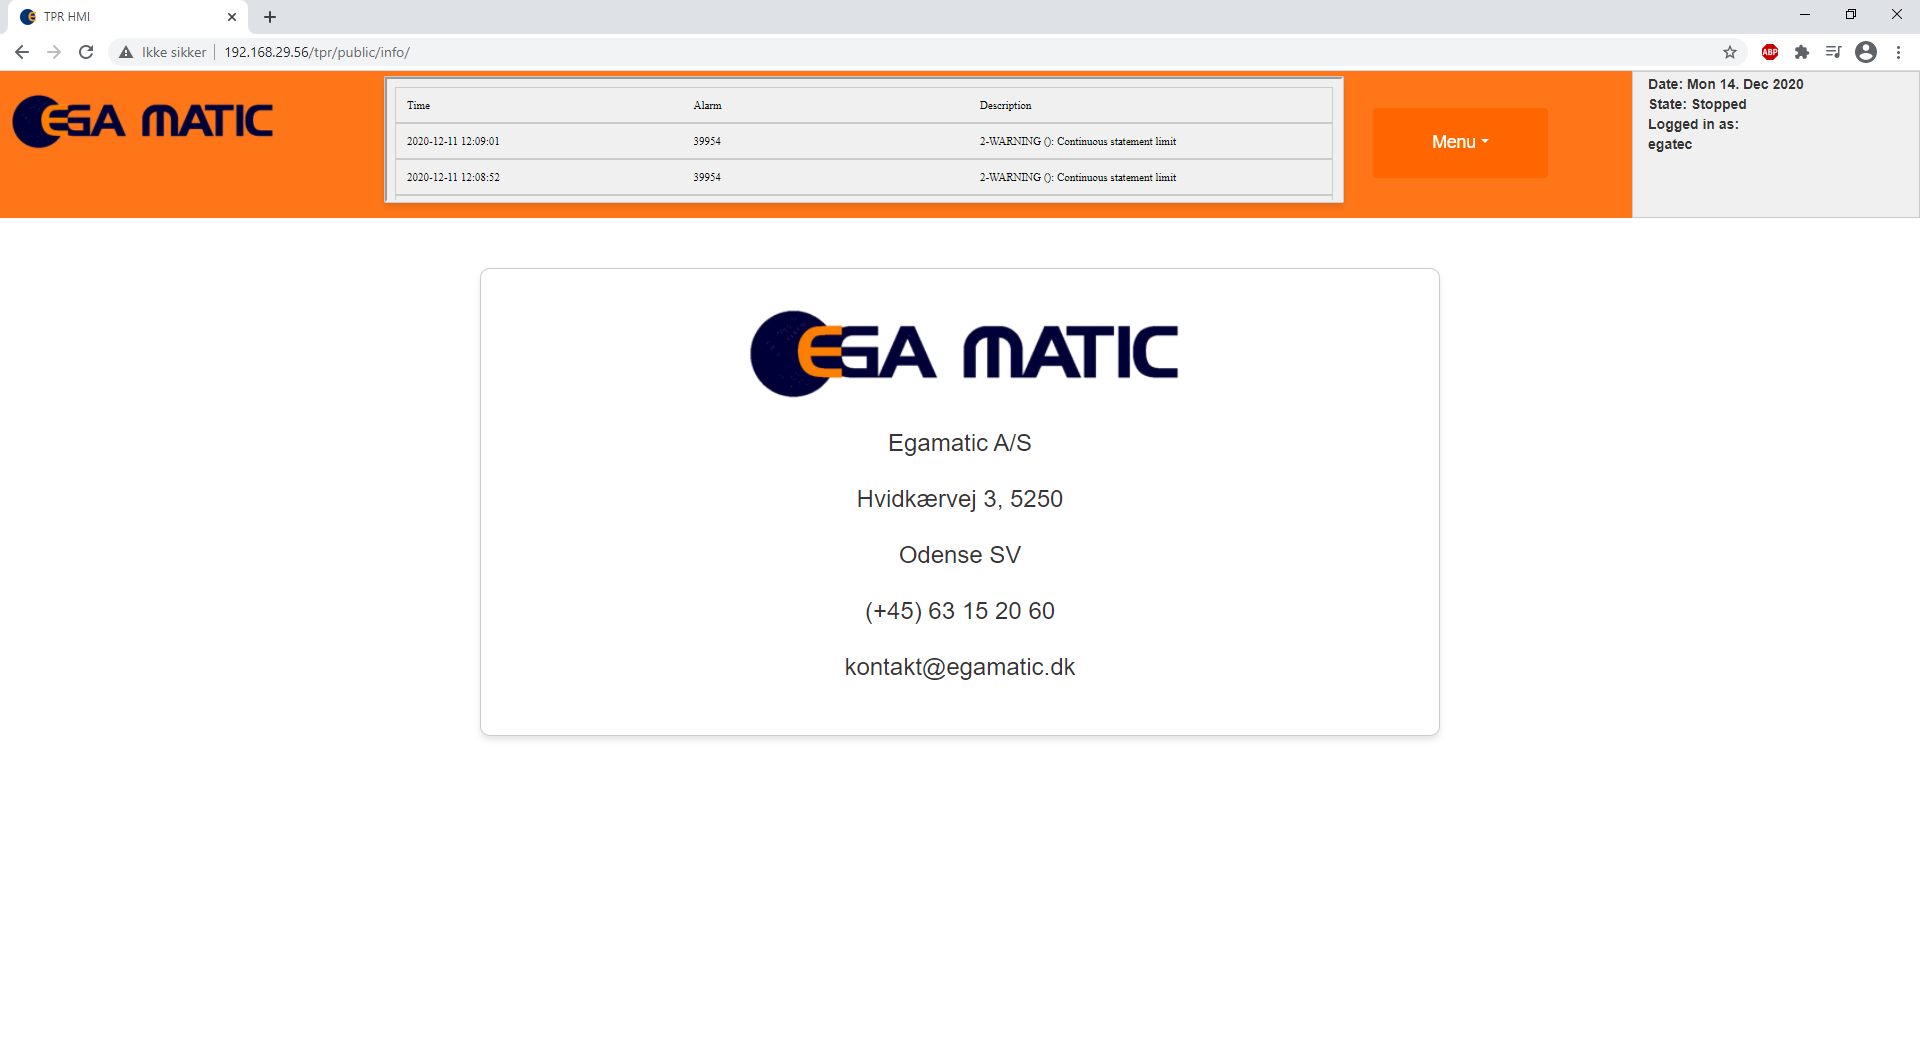 TPR HMI
Ikke sikker 192.168.29.56/tpr/public/info/
ABP
EGA MATIC
Time Alarm Description
2020-12-11 12:09:01 39954 2-WARNING (): Continuous statement limit
2020-12-11 12:08:52 39954 2-WARNING (): Continuous statement limit
Menu
Date: Mon 14. Dec 2020
State: Stopped
Logged in as:
egatec
EGA MATIC
Egamatic A/S
Hvidkærvej 3, 5250
Odense SV
(+45) 63 15 20 60
kontakt@egamatic.dk